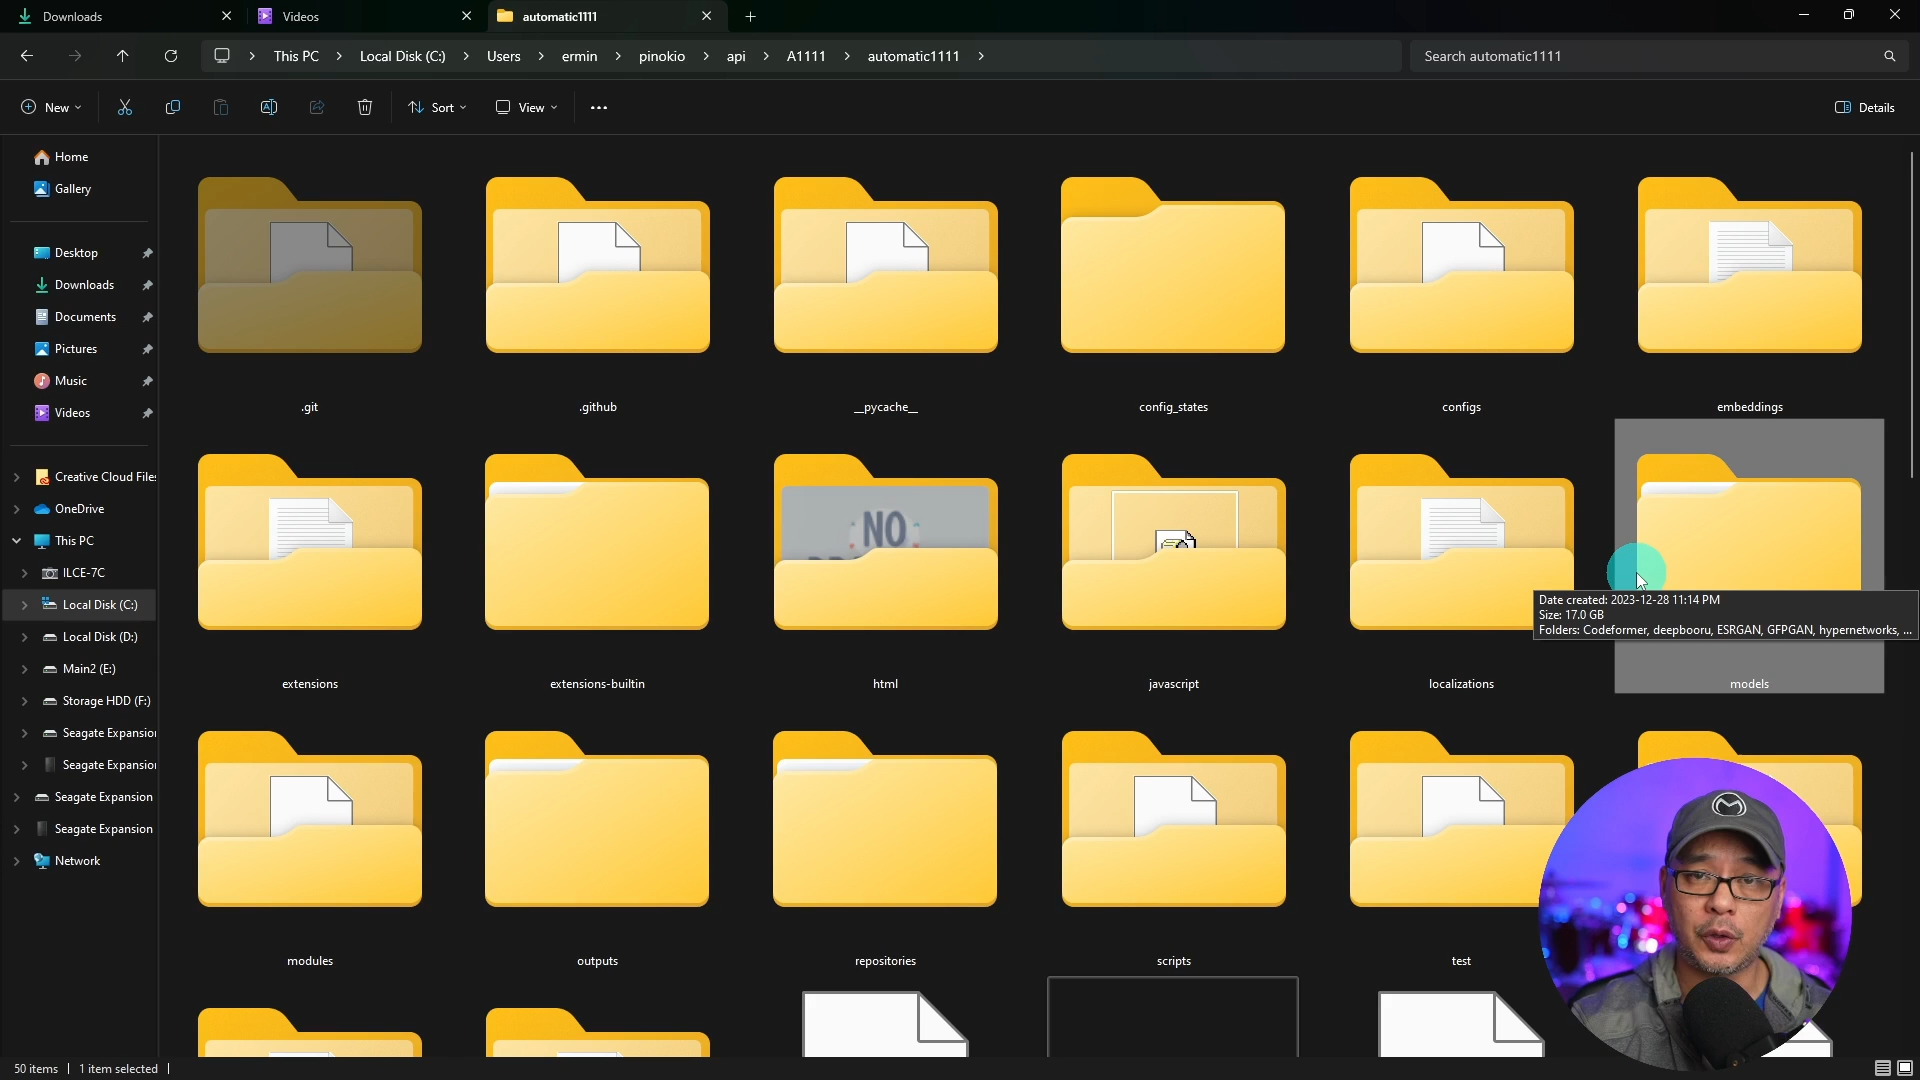 Downloads
Videos
automatic1111
This PC
Local Disk (C:)
Users
ermin
pinokio
api
A1111
automatic1111
Search automatic1111
New
Sort
View
Details
Home
Gallery
Desktop
Downloads
Documents
Pictures
Music
Videos
Creative Cloud Files
OneDrive
This PC
ILCE-7C
Local Disk (C:)
Local Disk (D:)
Main2 (E:)
Storage HDD (F:)
Seagate Expansion
Seagate Expansion
Seagate Expansion
Seagate Expansion
Network
.git
.github
__pycache__
config_states
configs
embeddings
NO
Date created: 2023-12-28 11:14 PM
Size: 17.0 GB
Folders: Codeformer, deepbooru, ESRGAN, GFPGAN, hypernetworks, ...
extensions
extensions-builtin
html
javascript
localizations
models
modules
outputs
repositories
scripts
test
50 items
1 item selected